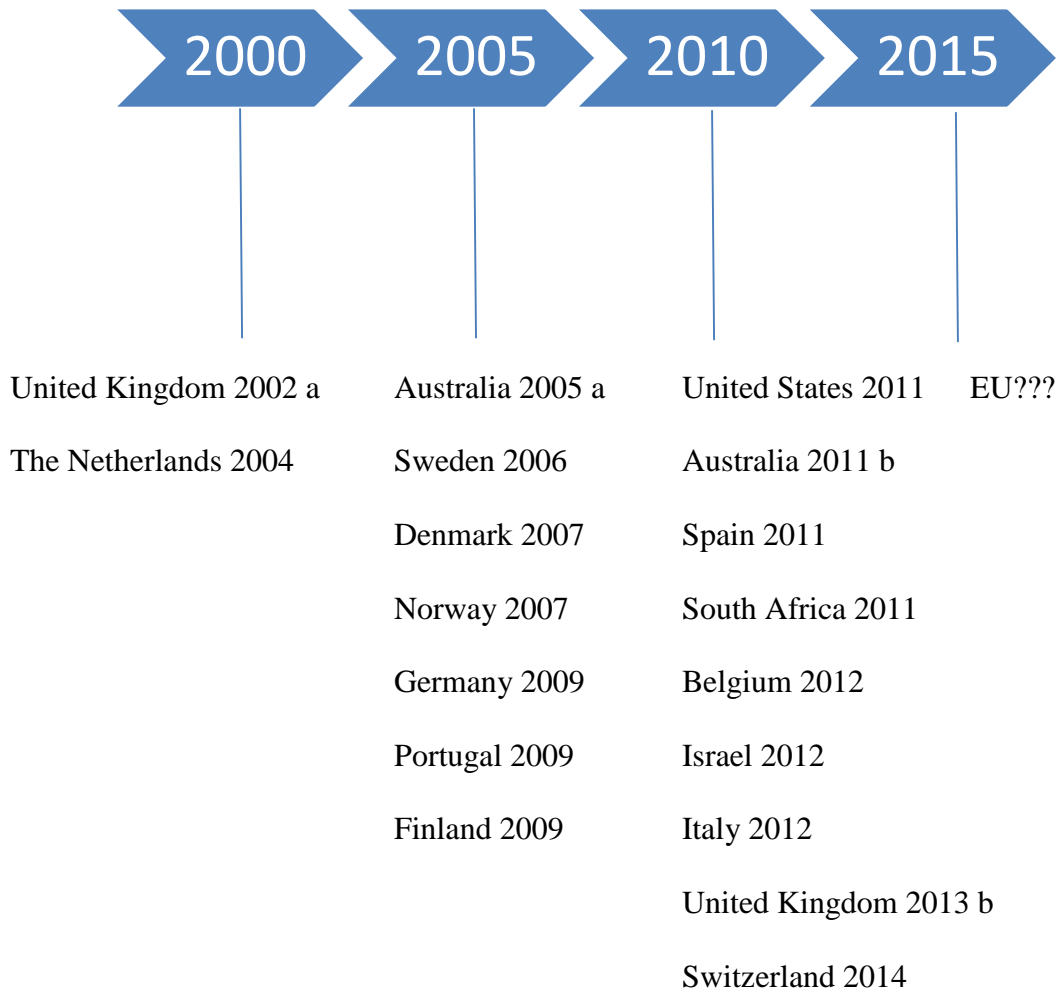 2000 2005 2010 2015
United Kingdom 2002 a Australia 2005 a United States 2011 EU???
The Netherlands 2004 Sweden 2006 Australia 2011 b
Denmark 2007 Spain 2011
Norway 2007 South Africa 2011
Germany 2009 Belgium 2012
Portugal 2009 Israel 2012
Finland 2009 Italy 2012
United Kingdom 2013 b
Switzerland 2014